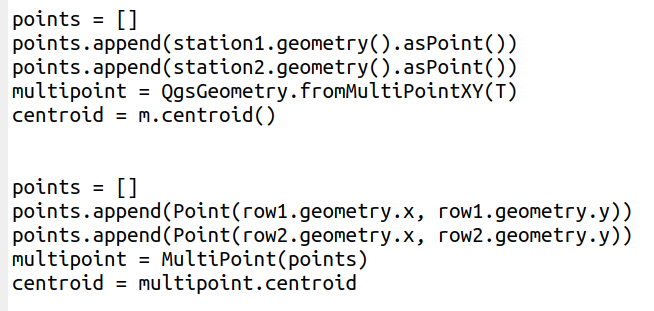 points = []
points.append(station1.geometry().asPoint())
points.append(station2.geometry().asPoint())
multipoint = QgsGeometry.fromMultiPointXY(T)
centroid = m.centroid()
points = []
points.append(Point(row1.geometry.x, row1.geometry.y))
points.append(Point(row2.geometry.x, row2.geometry.y))
multipoint = MultiPoint(points)
centroid = multipoint.centroid